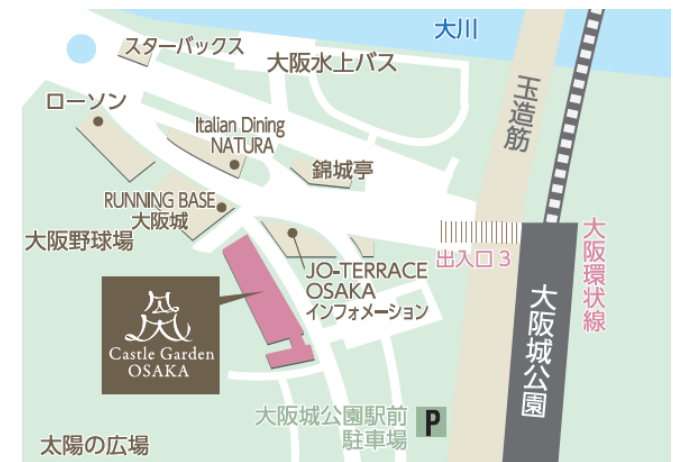 大川
スターバックス
大阪水上バス
ローソン
玉造筋
Italian Dining
NATURA
錦城亭
RUNNING BASE
大阪城
大阪野球場
出入口 3
大阪環状線
JO-TERRACE
OSAKA
インフォメーション
大阪城公園
Castle Garden
OSAKA
大阪城公園駅前
駐車場
P
太陽の広場